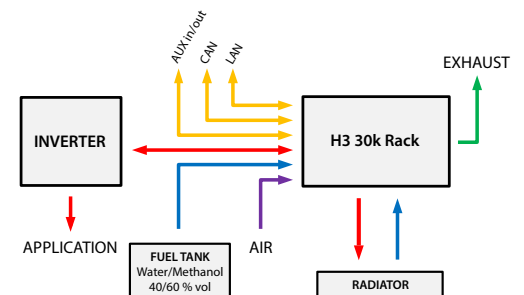 AUX in/out
CAN
LAN
EXHAUST
INVERTER
H3 30k Rack
APPLICATION
AIR
FUEL TANK
Water/Methanol
40/60 % vol
RADIATOR